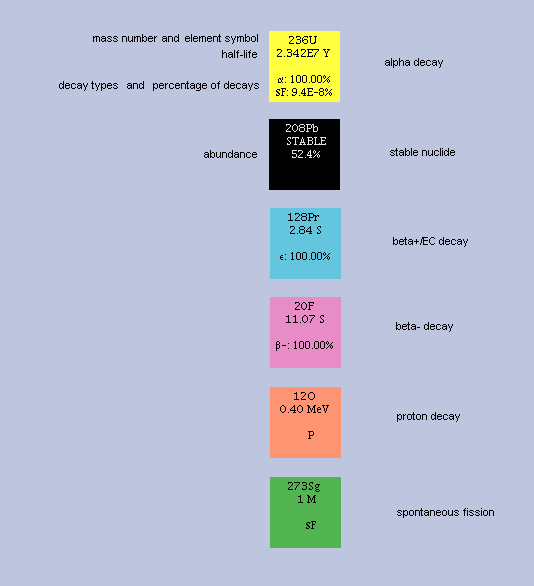 mass number and element symbol
236U
half-life
2.342E7 Y
alpha decay
decay types and percentage of decays
α: 100.00%
SF: 9.4E-8%
208Pb
STABLE
abundance
52.4%
stable nuclide
128Pr
2.84 S
beta+/EC decay
ϵ: 100.00%
20F
11.07 S
beta- decay
β-: 100.00%
12O
0.40 MeV
proton decay
P
273Sg
1 M
spontaneous fission
SF